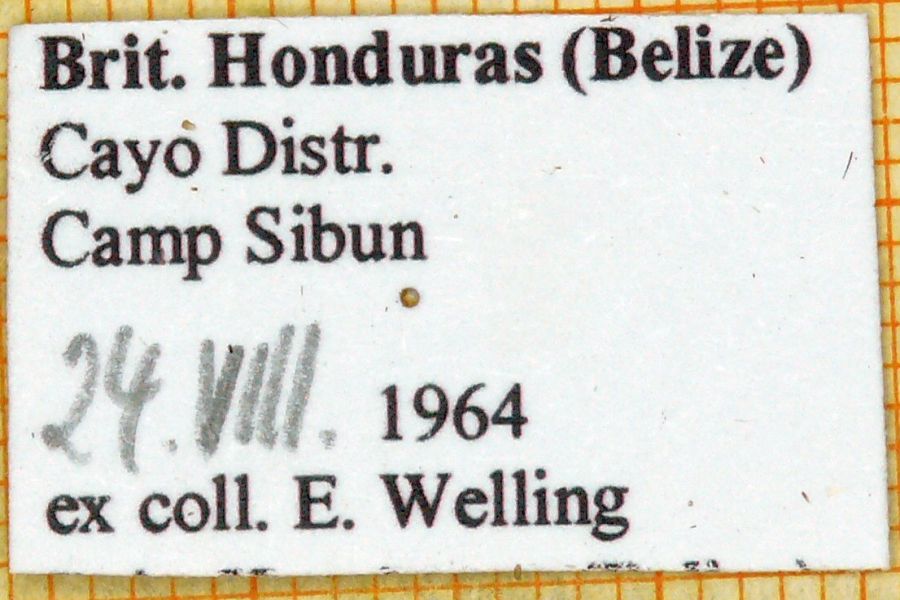 Brit. Honduras (Belize)
Cayo Distr.
Camp Sibun
24.VIII. 1964
ex coll. E. Welling